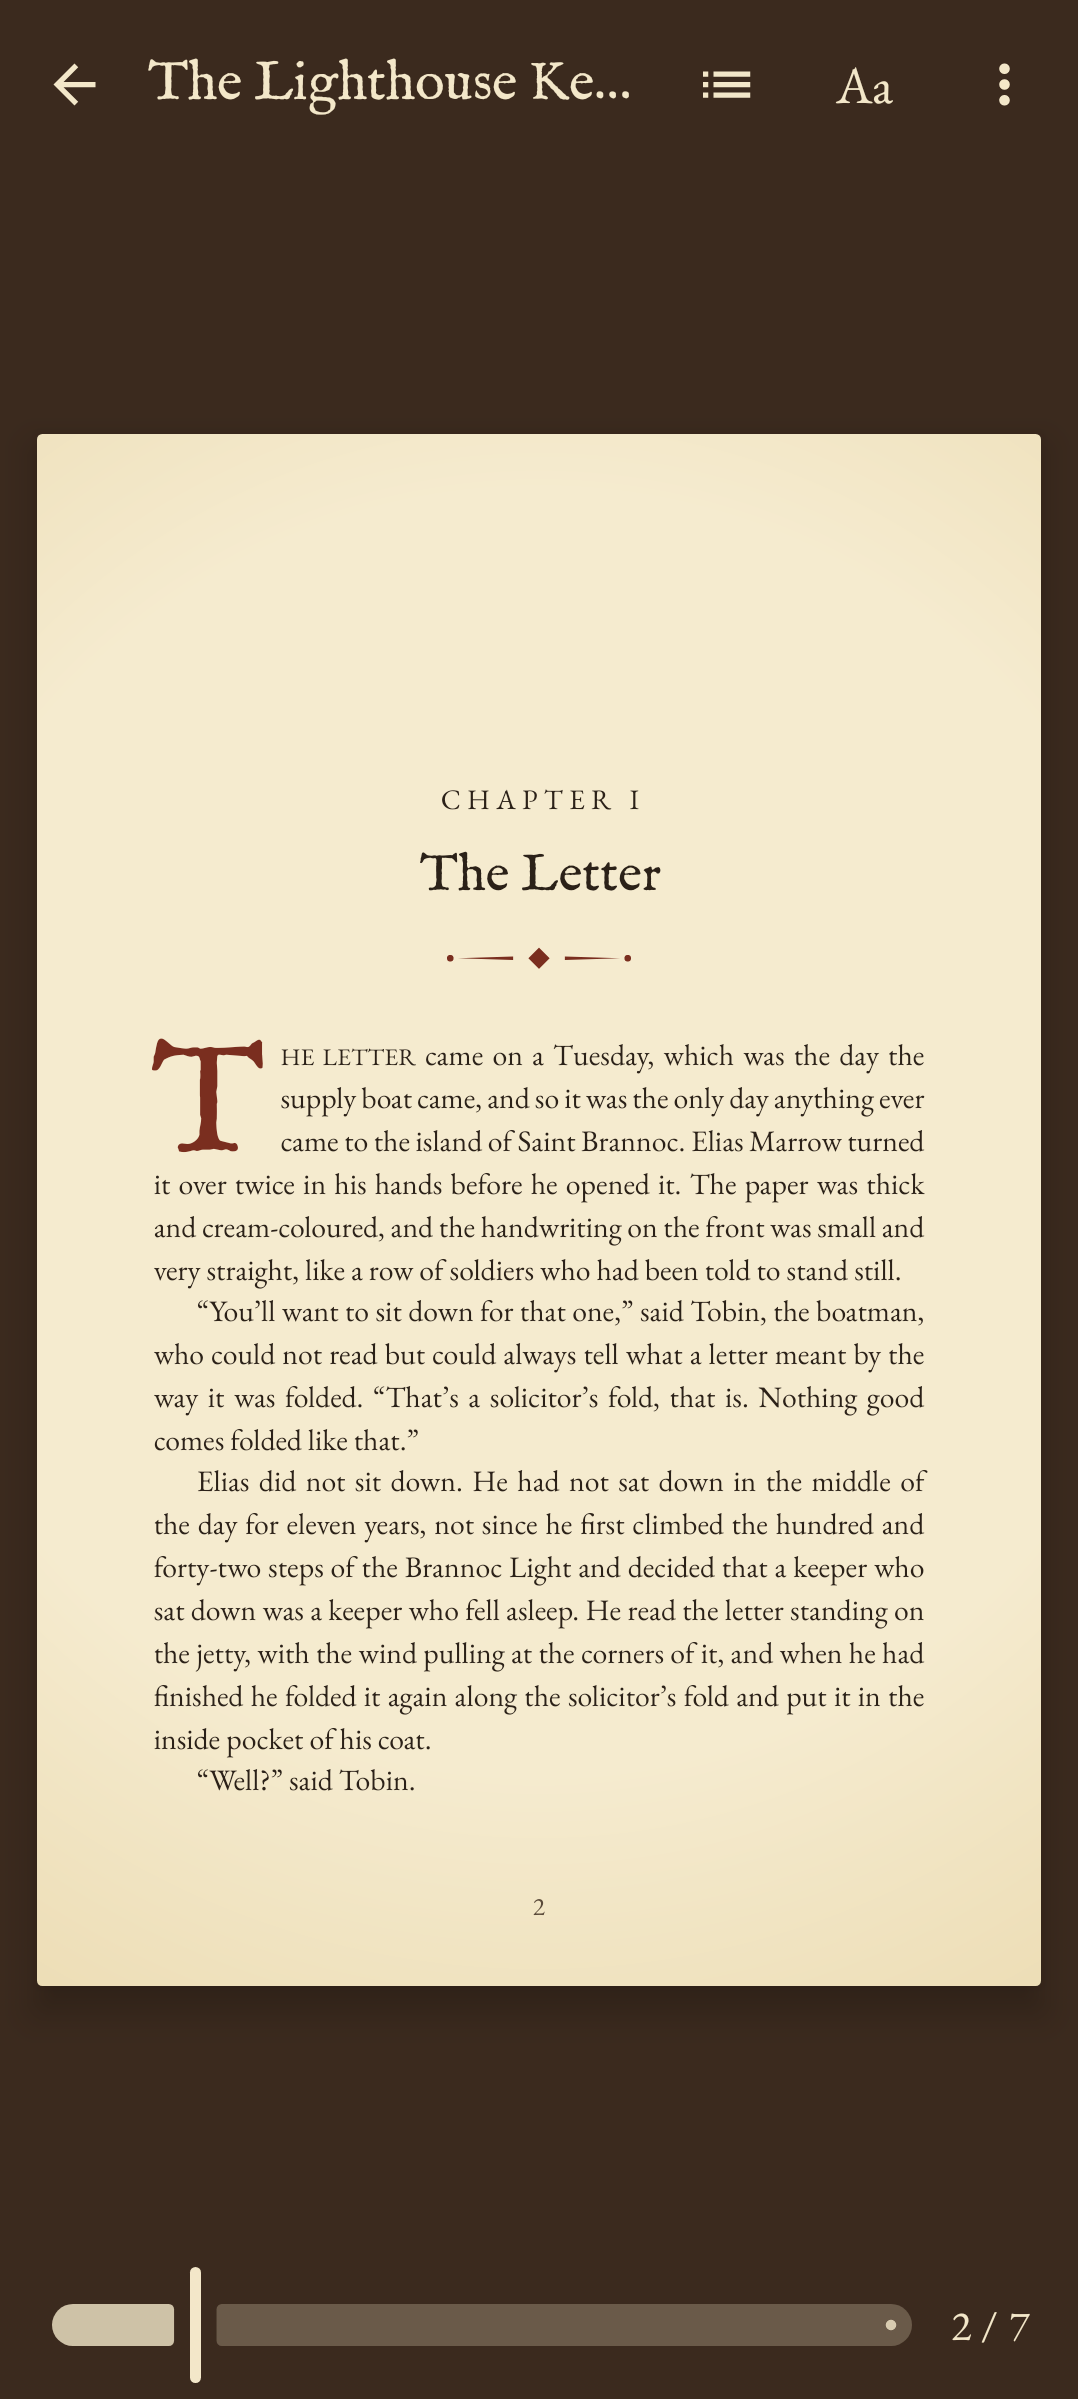 The Lighthouse Ke...
Aa
CHAPTER I
The Letter
THE LETTER came on a Tuesday, which was the day the
supply boat came, and so it was the only day anything ever
came to the island of Saint Brannoc. Elias Marrow turned
it over twice in his hands before he opened it. The paper was thick
and cream-coloured, and the handwriting on the front was small and
very straight, like a row of soldiers who had been told to stand still.
“You’ll want to sit down for that one,” said Tobin, the boatman,
who could not read but could always tell what a letter meant by the
way it was folded. “That’s a solicitor’s fold, that is. Nothing good
comes folded like that.”
Elias did not sit down. He had not sat down in the middle of
the day for eleven years, not since he first climbed the hundred and
forty-two steps of the Brannoc Light and decided that a keeper who
sat down was a keeper who fell asleep. He read the letter standing on
the jetty, with the wind pulling at the corners of it, and when he had
finished he folded it again along the solicitor’s fold and put it in the
inside pocket of his coat.
“Well?” said Tobin.
2
2 / 7